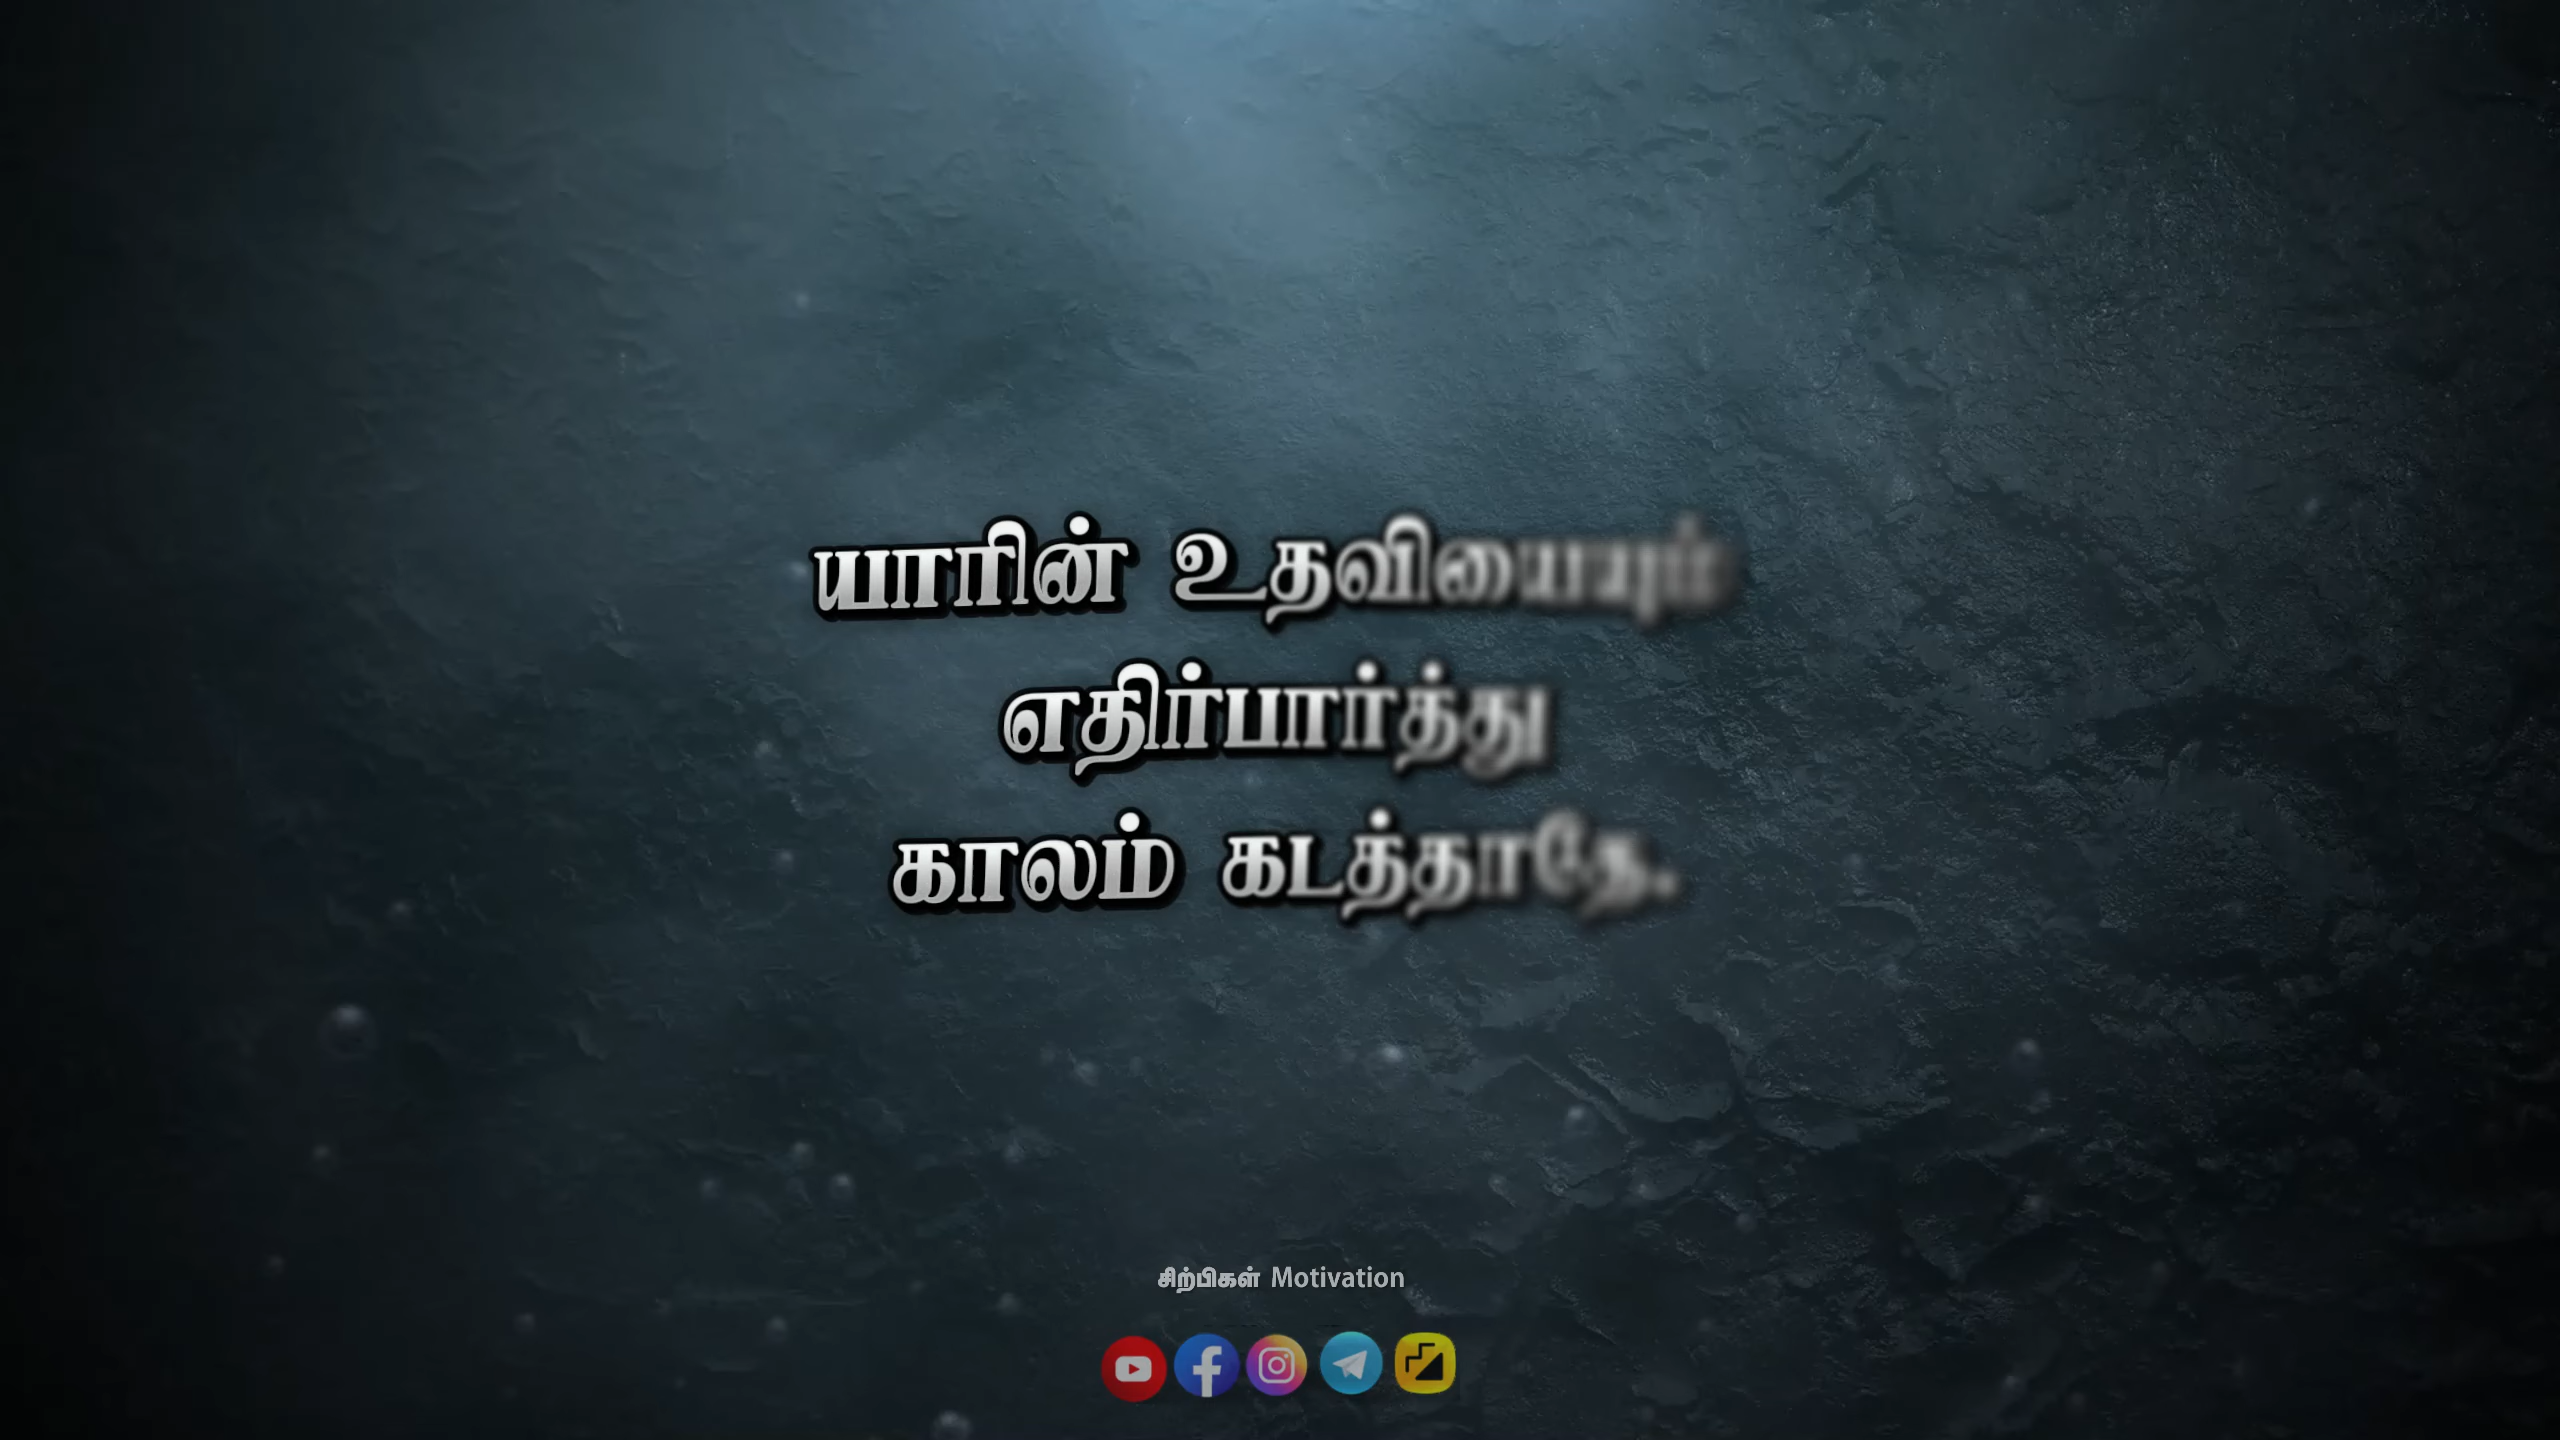 யாரின் உதவியையும்
எதிர்பார்த்து
காலம் கடத்தாதே.
சிற்பிகள் Motivation